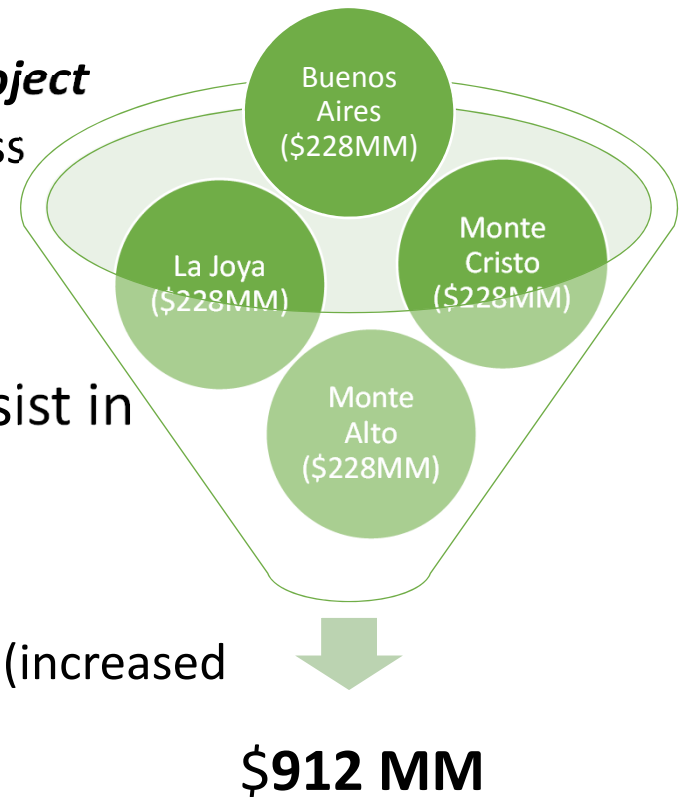 oject
ss
sist in
(increased
Buenos
Aires
($228MM)
La Joya
($228MM)
Monte
Cristo
($228MM)
Monte
Alto
($228MM)
$912 MM